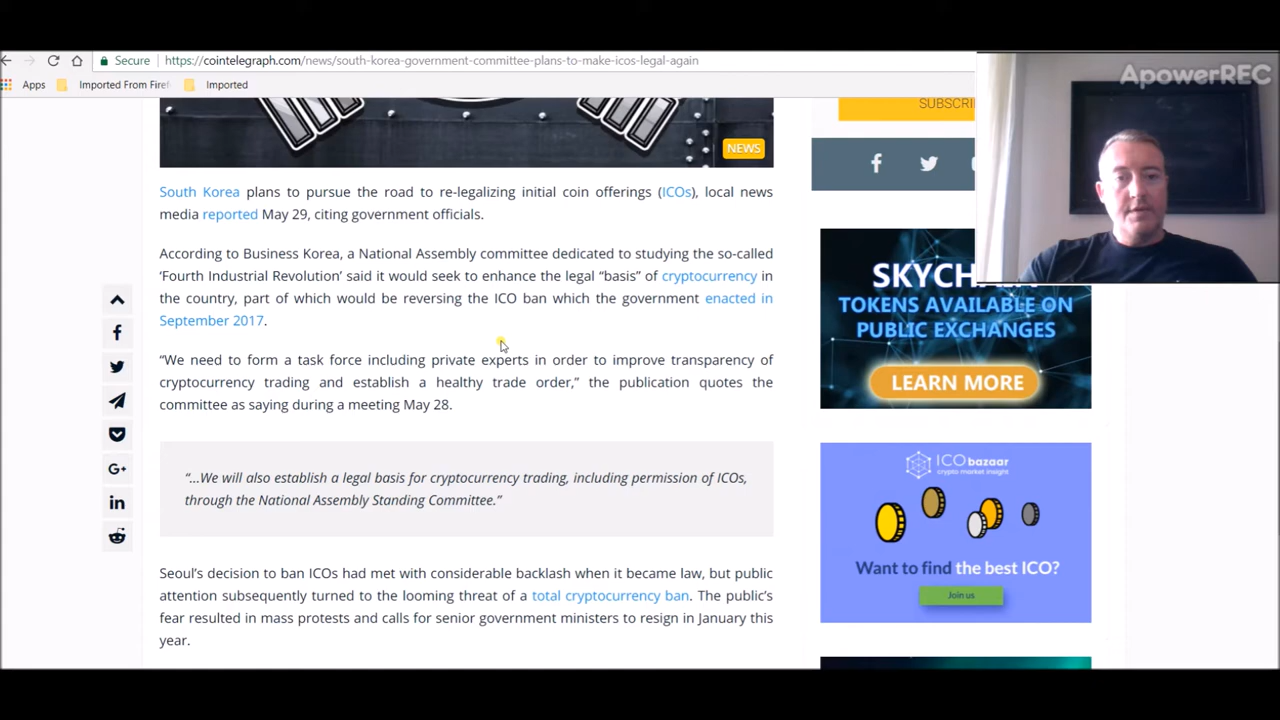 Secure
https://cointelegraph.com/news/south-korea-government-committee-plans-to-make-icos-legal-again
ApowerREC
Apps
Imported From Firef
Imported
SUBSCRI
NEWS
South Korea plans to pursue the road to re-legalizing initial coin offerings (ICOs), local news
media reported May 29, citing government officials.
According to Business Korea, a National Assembly committee dedicated to studying the so-called
‘Fourth Industrial Revolution’ said it would seek to enhance the legal “basis” of cryptocurrency in
the country, part of which would be reversing the ICO ban which the government enacted in
September 2017.
“We need to form a task force including private experts in order to improve transparency of
cryptocurrency trading and establish a healthy trade order,” the publication quotes the
committee as saying during a meeting May 28.
“...We will also establish a legal basis for cryptocurrency trading, including permission of ICOs,
through the National Assembly Standing Committee.”
Seoul’s decision to ban ICOs had met with considerable backlash when it became law, but public
attention subsequently turned to the looming threat of a total cryptocurrency ban. The public’s
fear resulted in mass protests and calls for senior government ministers to resign in January this
year.
TOKENS AVAILABLE ON
PUBLIC EXCHANGES
LEARN MORE
ICObazaar
crypto market insight
Want to find the best ICO?
Join us